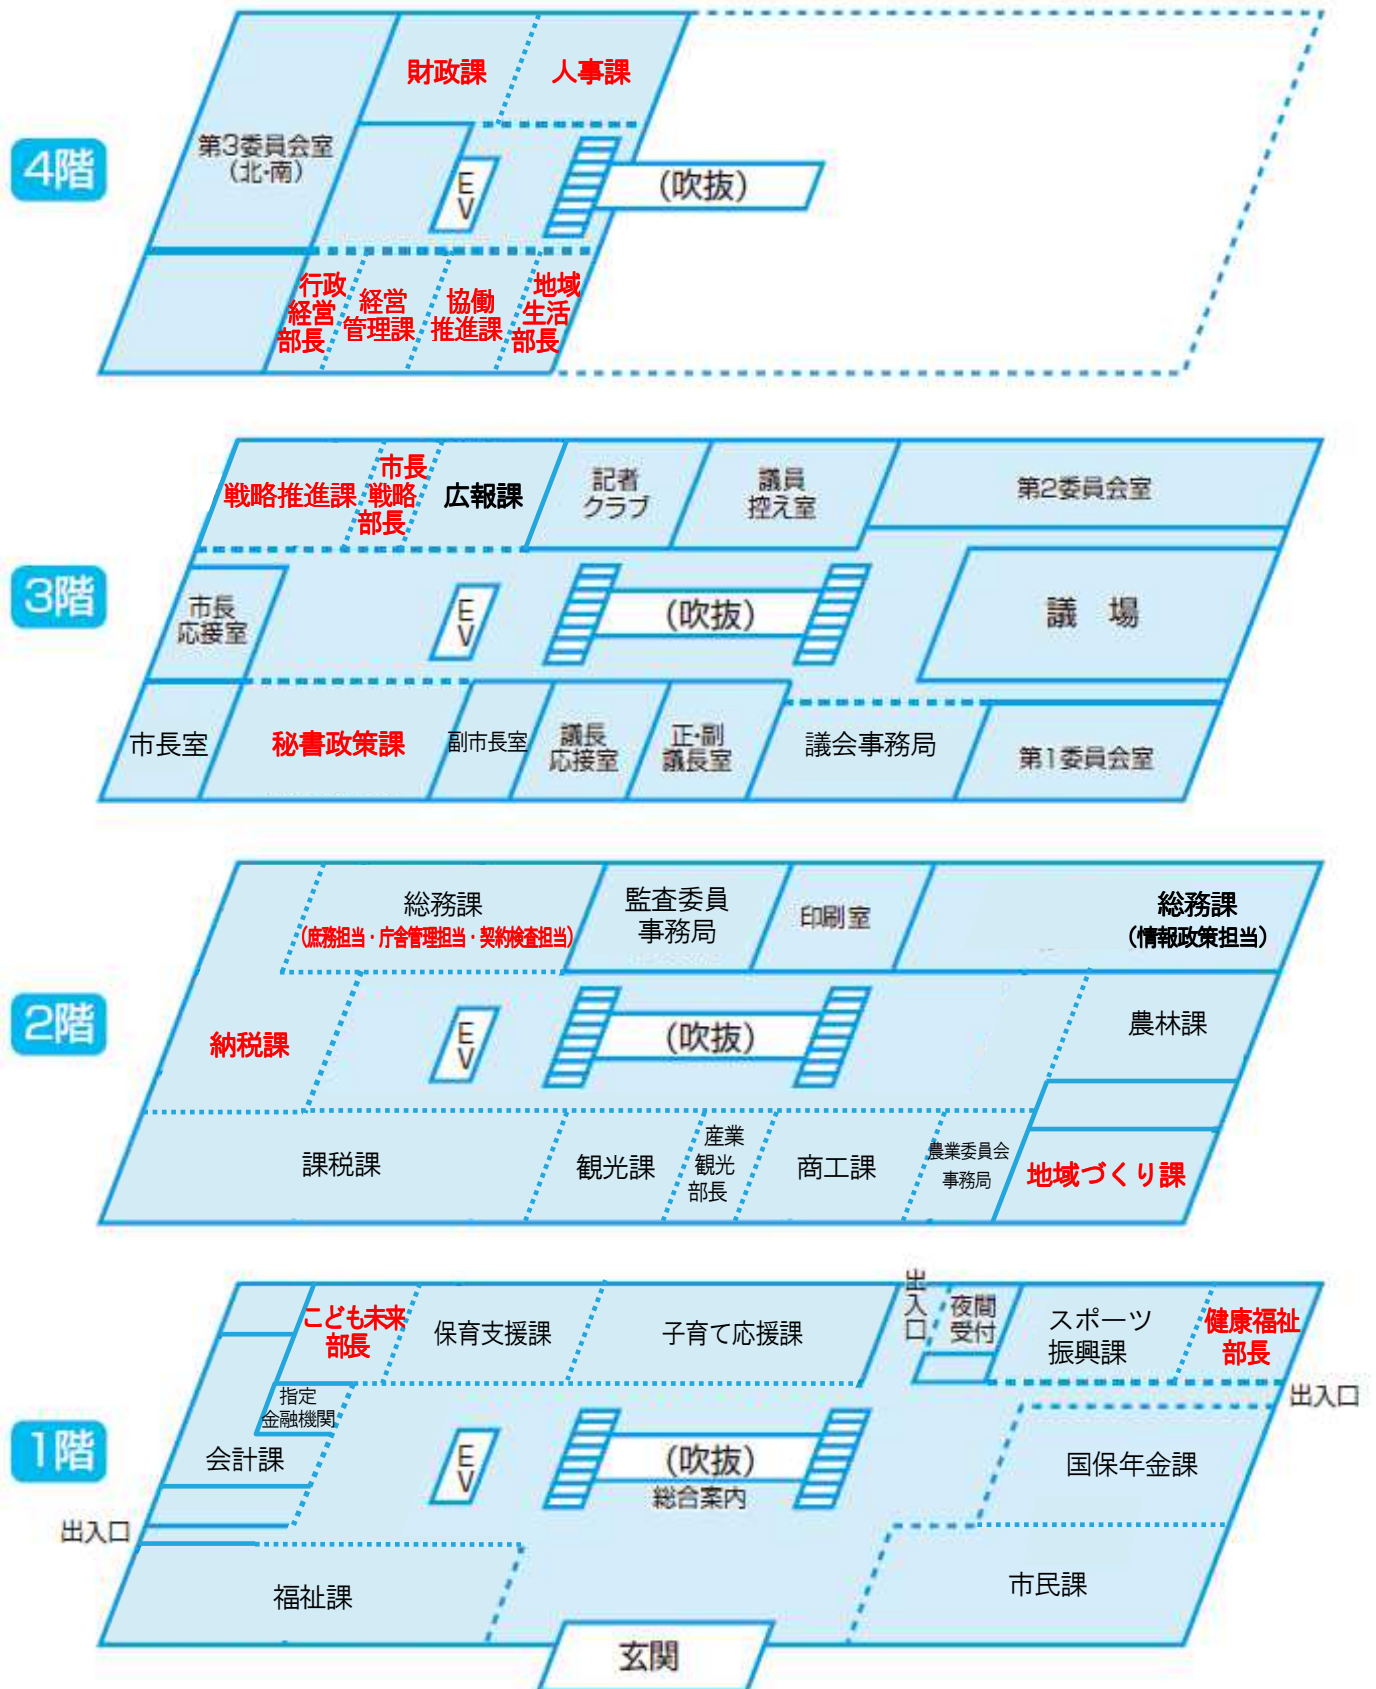 4階
財政課
人事課
第3委員会室
(北・南)
EV
(吹抜)
行政
経営
部長
経営
管理課
協働
推進課
地域
生活
部長
3階
戦略推進課
市長
戦略
部長
広報課
記者
クラブ
議員
控え室
第2委員会室
市長
応接室
EV
(吹抜)
議 場
市長室
秘書政策課
副市長室
議長
応接室
正・副
議長室
議会事務局
第1委員会室
2階
総務課
(庶務担当・庁舎管理担当・契約検査担当)
監査委員
事務局
印刷室
総務課
(情報政策担当)
納税課
EV
(吹抜)
農林課
課税課
観光課
産業
観光
部長
商工課
農業委員会
事務局
地域づくり課
1階
こども未来
部長
保育支援課
子育て応援課
出入口
夜間
受付
スポーツ
振興課
健康福祉
部長
出入口
指定
金融機関
会計課
EV
(吹抜)
総合案内
国保年金課
出入口
福祉課
市民課
玄関